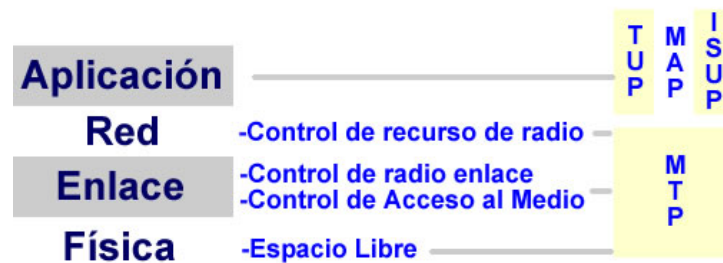 Aplicación
TUP
MAP
ISUP
Red
-Control de recurso de radio
Enlace
-Control de radio enlace
-Control de Acceso al Medio
MTP
Física
-Espacio Libre